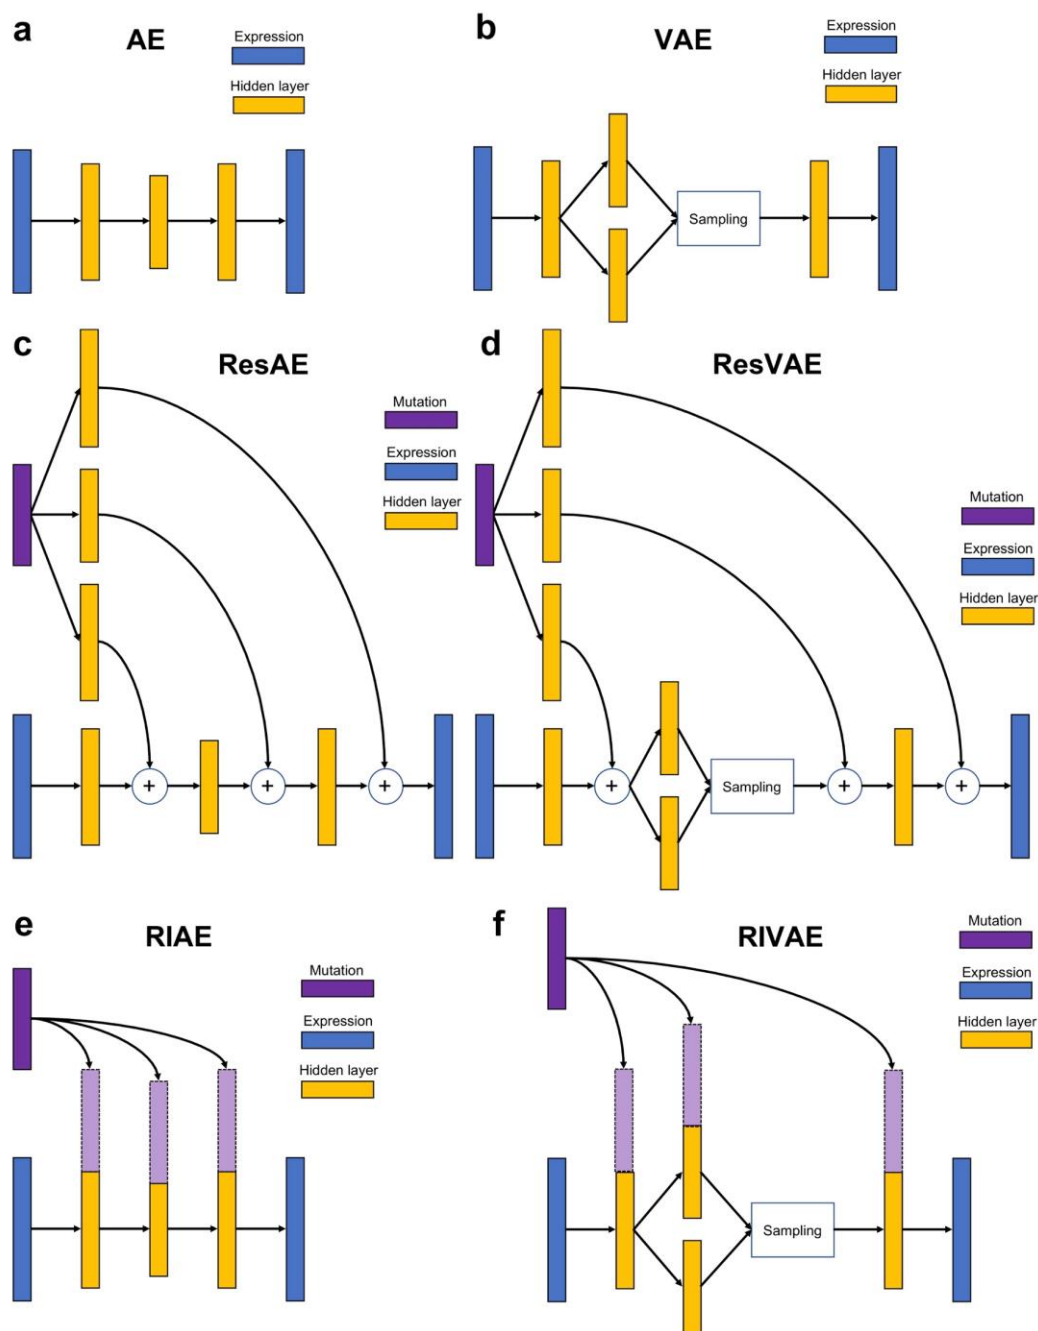 a
AE
Expression
Hidden layer
b
VAE
Expression
Hidden layer
Sampling
c
ResAE
Mutation
Expression
Hidden layer
+
+
+
d
ResVAE
Mutation
Expression
Hidden layer
+
Sampling
+
+
e
RIAE
Mutation
Expression
Hidden layer
f
RIVAE
Mutation
Expression
Hidden layer
Sampling